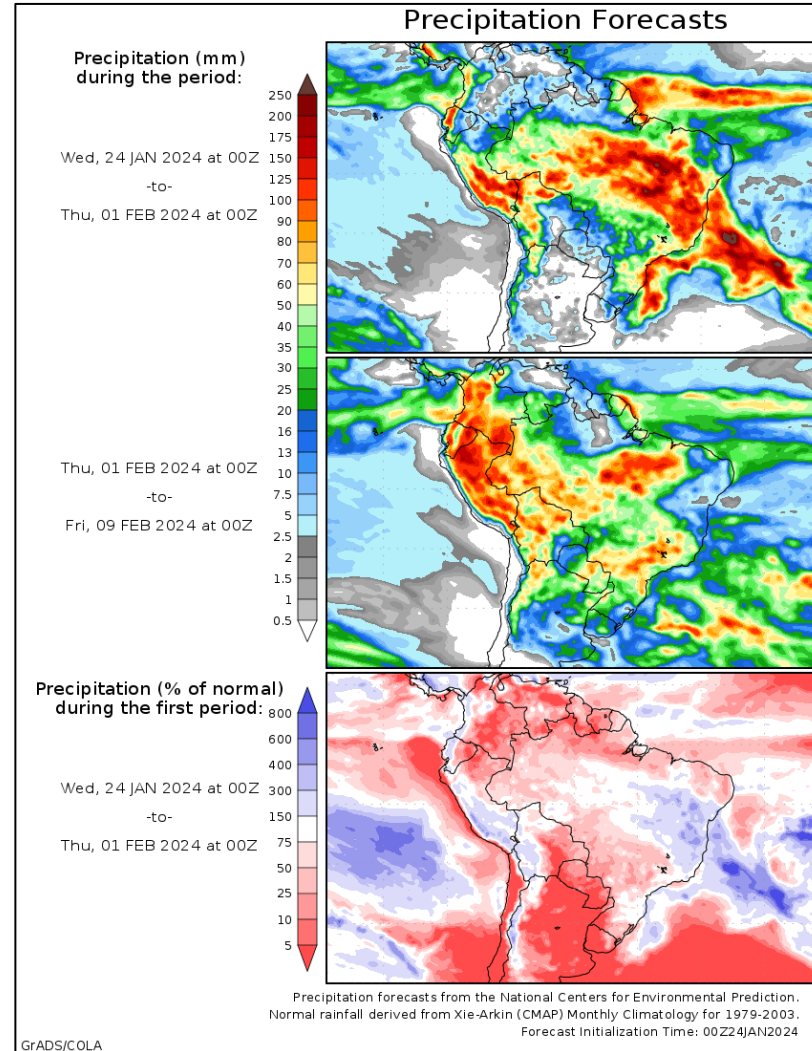 Precipitation Forecasts
Precipitation (mm)
during the period:
Wed, 24 JAN 2024 at 00Z
-to-
Thu, 01 FEB 2024 at 00Z
250
200
175
150
125
100
90
80
70
60
50
40
35
30
25
20
16
13
10
7.5
5
2.5
2
1.5
1
0.5
Thu, 01 FEB 2024 at 00Z
-to-
Fri, 09 FEB 2024 at 00Z
Precipitation (% of normal)
during the first period:
Wed, 24 JAN 2024 at 00Z
-to-
Thu, 01 FEB 2024 at 00Z
800
600
400
300
150
75
50
25
10
5
Precipitation forecasts from the National Centers for Environmental Prediction.
Normal rainfall derived from Xie-Arkin (CMAP) Monthly Climatology for 1979-2003.
Forecast Initialization Time: 00Z24JAN2024
GrADS/COLA